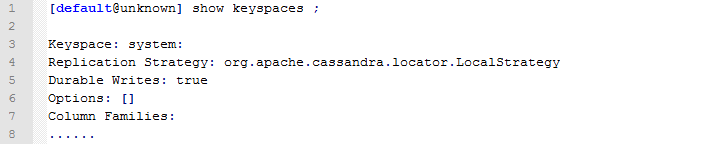 1 [default@unknown] show keyspaces ;
2
3 Keyspace: system:
4 Replication Strategy: org.apache.cassandra.locator.LocalStrategy
5 Durable Writes: true
6 Options: []
7 Column Families:
8 ......